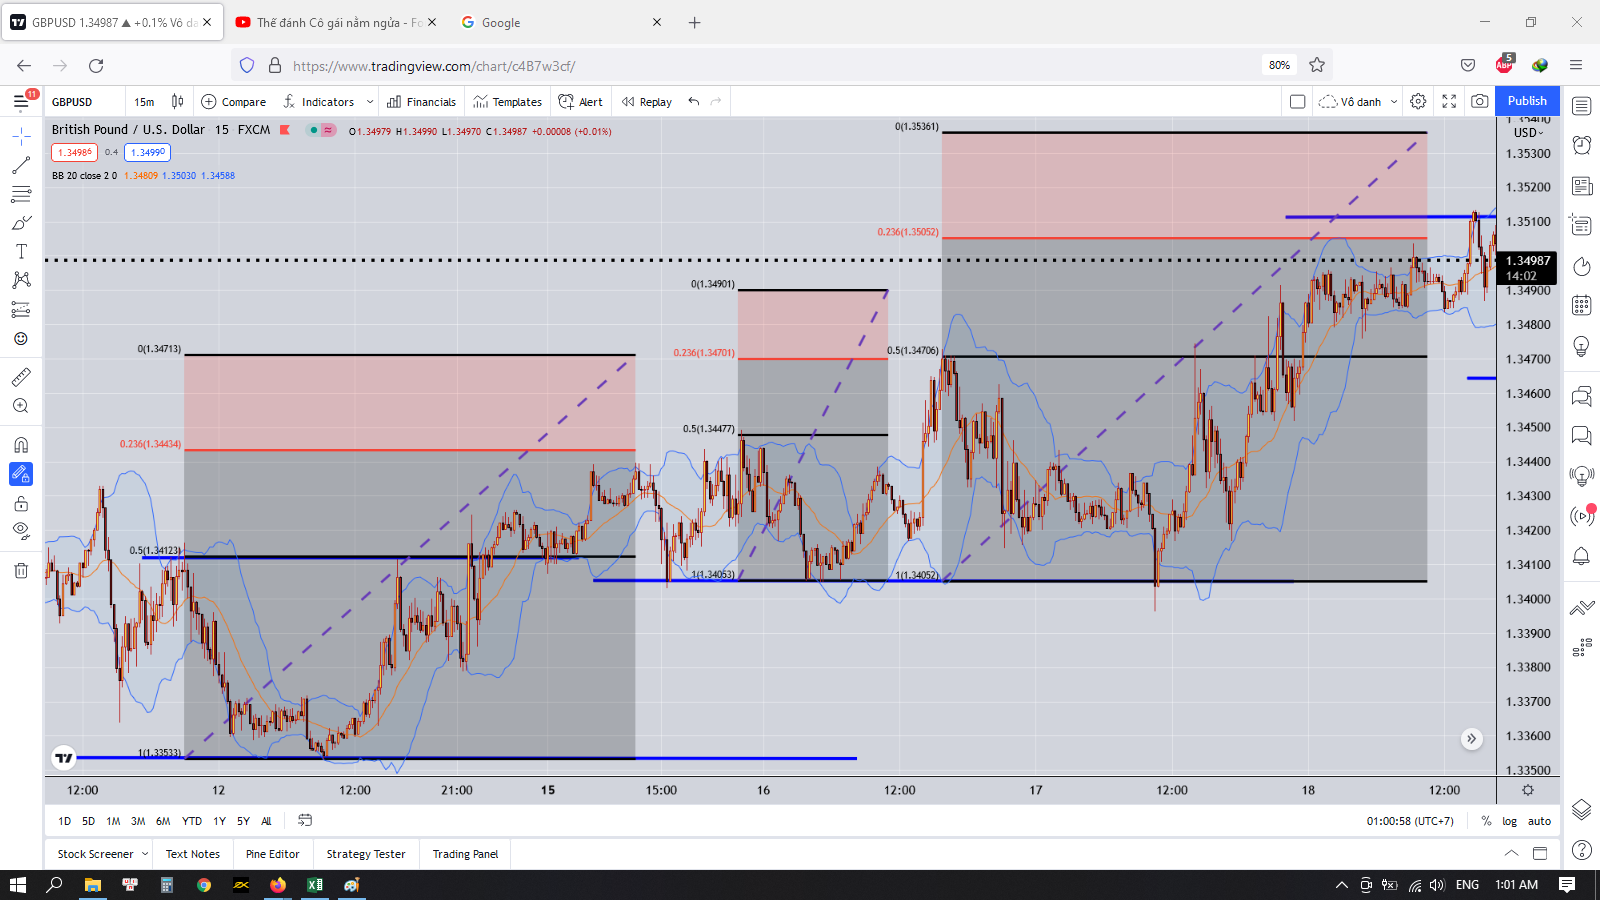 GBPUSD 1.34987 ▲ +0.1% Vô da
Thế đánh Cô gái nằm ngửa - Fo
Google
https://www.tradingview.com/chart/c4B7w3cf/
80%
ABP
5
11
GBPUSD
15m
Compare
Indicators
Financials
Templates
Alert
Replay
Vô danh
Publish
British Pound / U.S. Dollar 15 FXCM
O1.34979 H1.34990 L1.34970 C1.34987 +0.00008 (+0.01%)
1.34986 0.4 1.34990
BB 20 close 2 0 1.34809 1.35030 1.34588
0(1.34713)
0.236(1.34434)
0.5(1.34123)
1(1.33533)
0(1.34901)
0.236(1.34701)
0.5(1.34477)
1(1.34053)
0(1.35361)
0.236(1.35052)
0.5(1.34706)
1(1.34052)
1.35400
USD
1.35300
1.35200
1.35100
1.34987
14:02
1.34900
1.34800
1.34700
1.34600
1.34500
1.34400
1.34300
1.34200
1.34100
1.34000
1.33900
1.33800
1.33700
1.33600
1.33500
12:00 12 12:00 21:00 15 15:00 16 12:00 17 12:00 18 12:00
1D 5D 1M 3M 6M YTD 1Y 5Y All
01:00:58 (UTC+7) % log auto
Stock Screener Text Notes Pine Editor Strategy Tester Trading Panel
ENG 1:01 AM